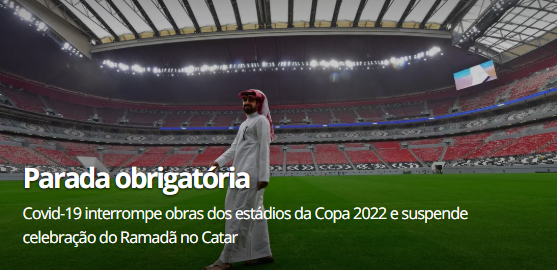 Parada obrigatória
Covid-19 interrompe obras dos estádios da Copa 2022 e suspende
celebração do Ramadã no Catar